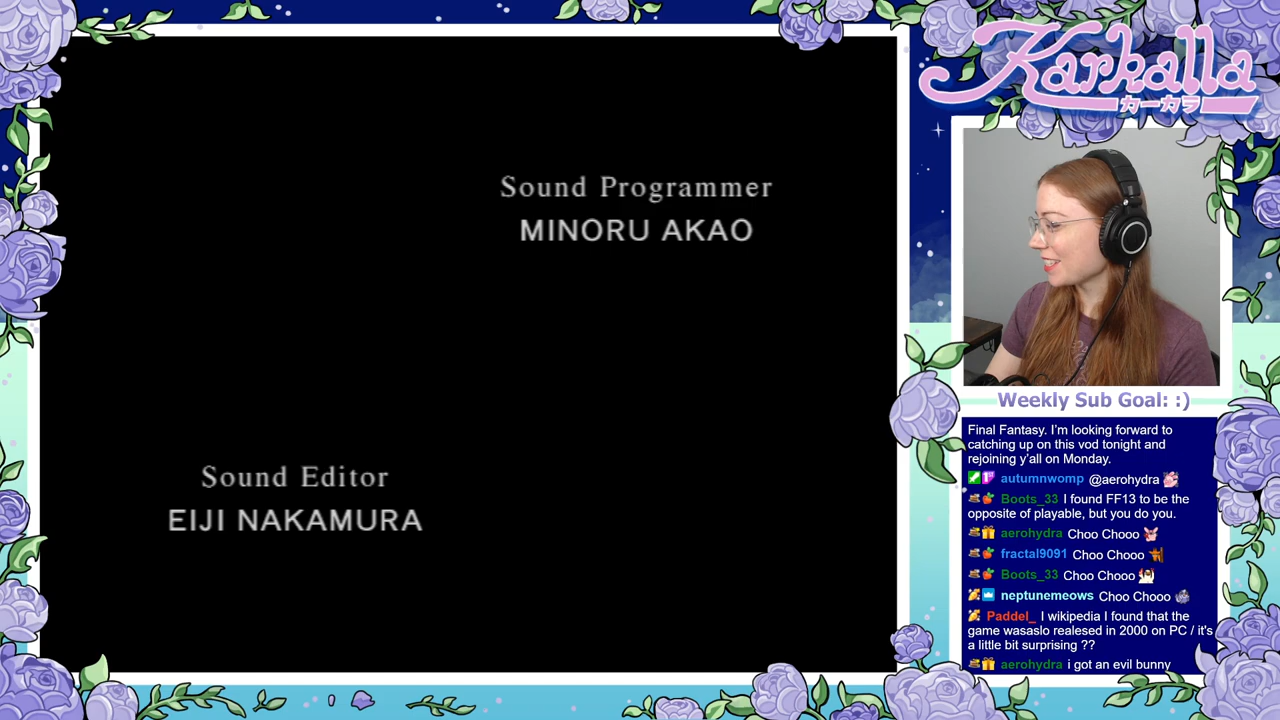 Karkalla
カーカラ
Sound Programmer
MINORU AKAO
Sound Editor
EIJI NAKAMURA
Weekly Sub Goal: :)
Final Fantasy. I'm looking forward to
catching up on this vod tonight and
rejoining y'all on Monday.
autumnwomp @aerohydra
Boots_33 I found FF13 to be the
opposite of playable, but you do you.
aerohydra Choo Chooo
fractal9091 Choo Chooo
Boots_33 Choo Chooo
neptunemeows Choo Chooo
Paddel_ I wikipedia I found that the
game wasaslo realesed in 2000 on PC / it's
a little bit surprising ??
aerohydra i got an evil bunny